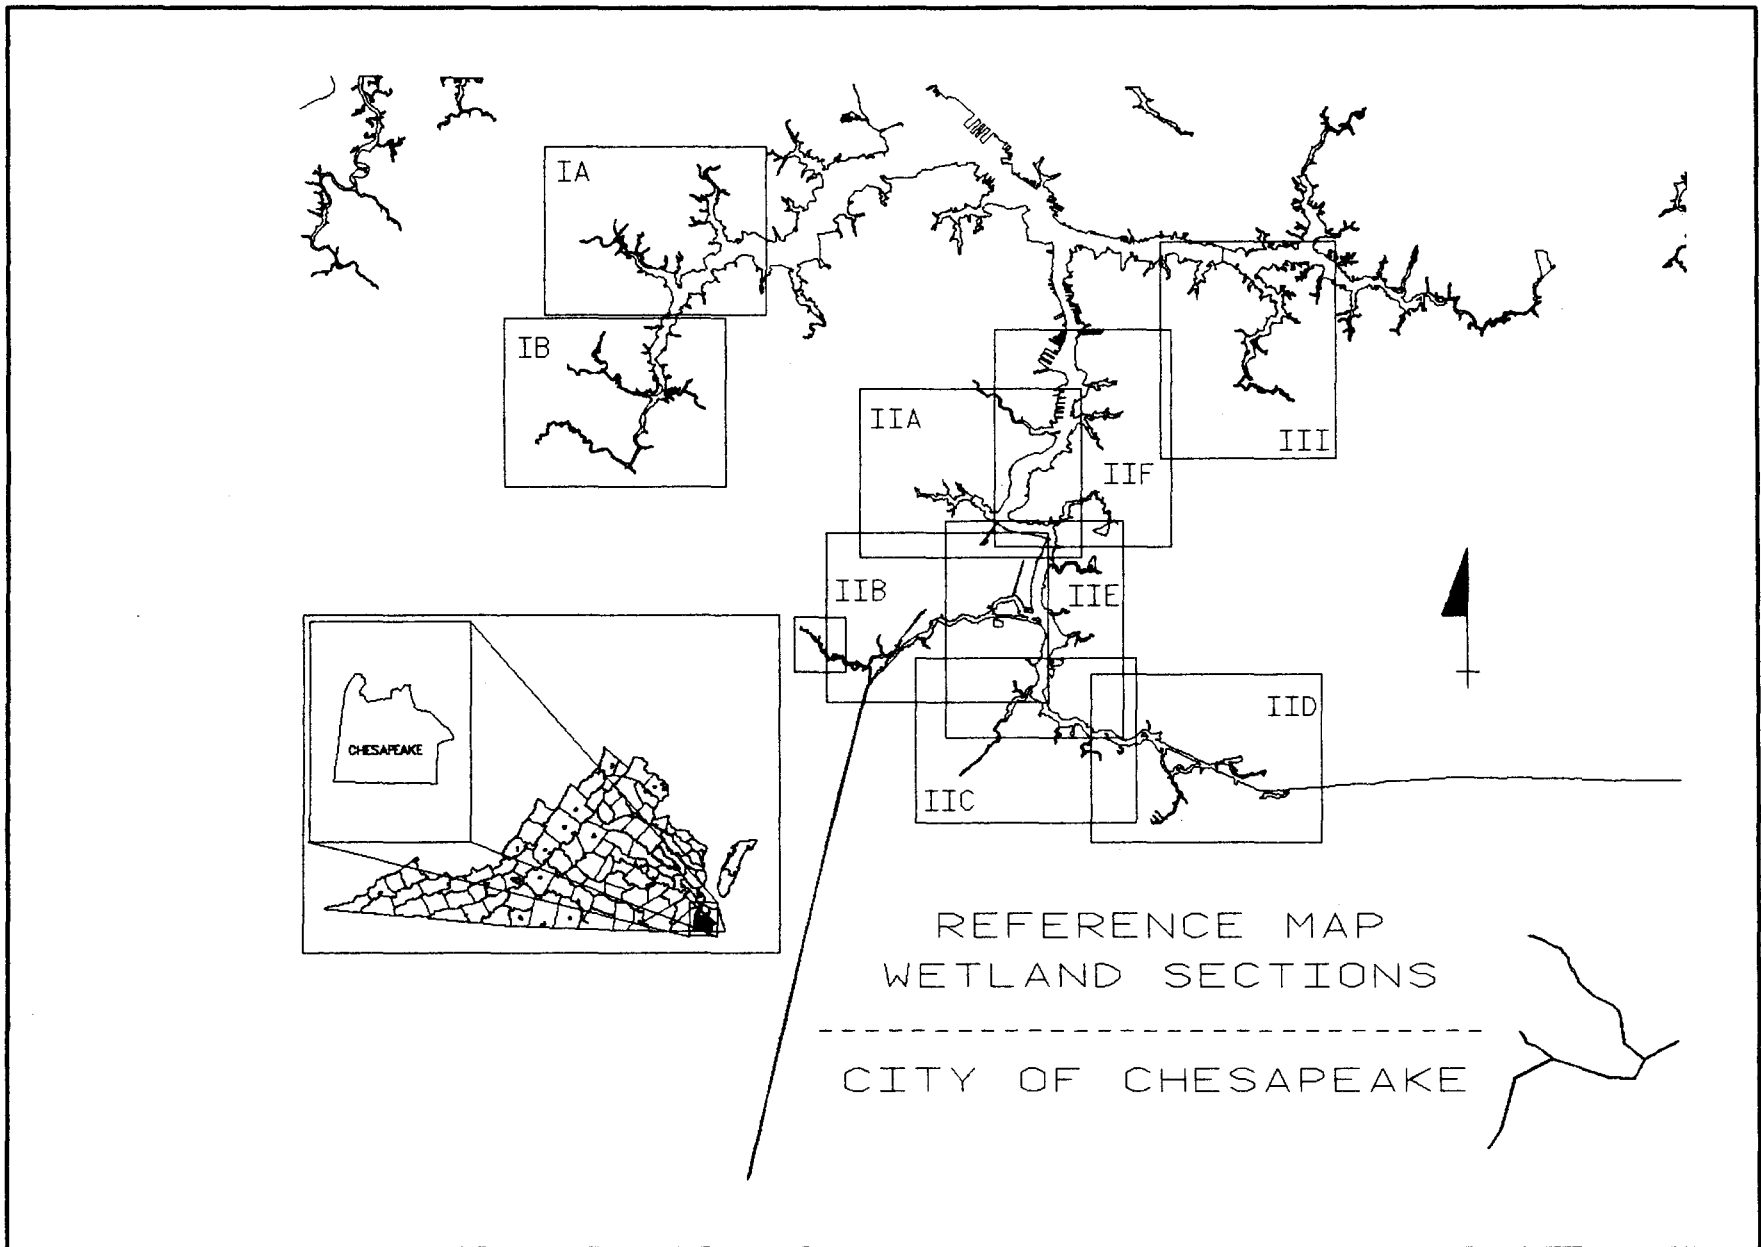 IA
IB
IIA
IIF
III
IIB
IIE
IID
IIC
CHESAPEAKE
REFERENCE MAP
WETLAND SECTIONS
CITY OF CHESAPEAKE